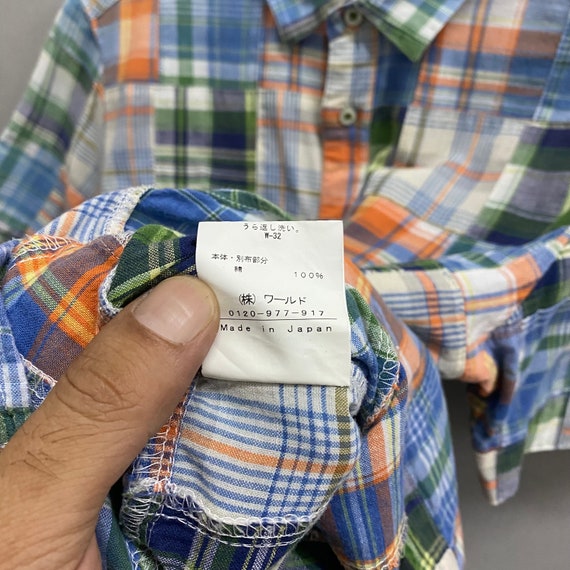 うら返し洗い。
W-32
本体・別布部分
綿 100%
(株) ワールド
0120-977-917
Made in Japan